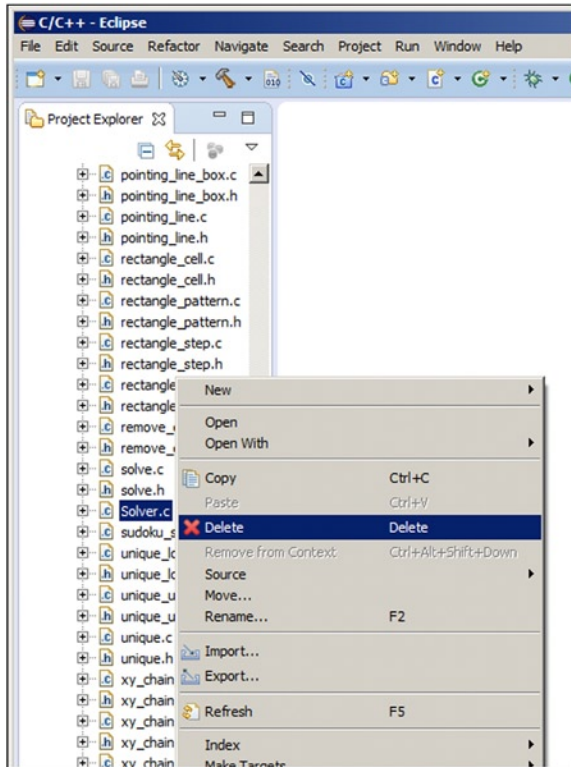 C/C++ - Eclipse
File Edit Source Refactor Navigate Search Project Run Window Help
Project Explorer
pointing_line_box.c
pointing_line_box.h
pointing_line.c
pointing_line.h
rectangle_cell.c
rectangle_cell.h
rectangle_pattern.c
rectangle_pattern.h
rectangle_step.c
rectangle_step.h
rectangle
rectangle
remove_
remove_
solve.c
solve.h
Solver.c
sudoku_s
unique_lo
unique_lo
unique_u
unique_u
unique.c
unique.h
xy_chain
xy_chain
xy_chain
xy_chain
New
Open
Open With
Copy Ctrl+C
Paste Ctrl+V
Delete Delete
Remove from Context Ctrl+Alt+Shift+Down
Source
Move...
Rename... F2
Import...
Export...
Refresh F5
Index
Make Targets